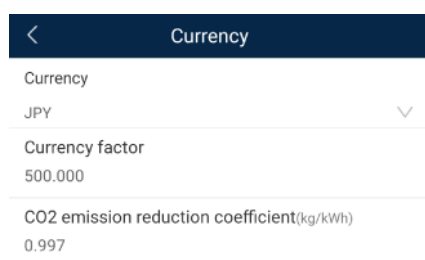 Currency
Currency
JPY
Currency factor
500.000
CO2 emission reduction coefficient(kg/kWh)
0.997